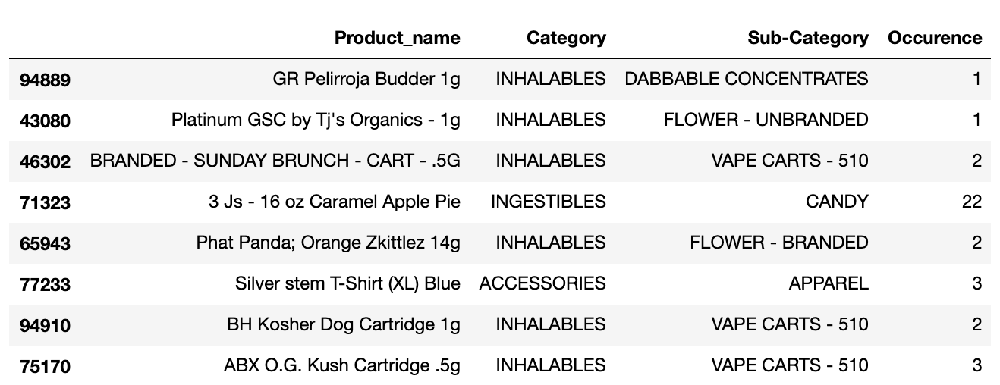 Product_name Category Sub-Category Occurence
94889 GR Pelirroja Budder 1g INHALABLES DABBABLE CONCENTRATES 1
43080 Platinum GSC by Tj's Organics - 1g INHALABLES FLOWER - UNBRANDED 1
46302 BRANDED - SUNDAY BRUNCH - CART - .5G INHALABLES VAPE CARTS - 510 2
71323 3 Js - 16 oz Caramel Apple Pie INGESTIBLES CANDY 22
65943 Phat Panda; Orange Zkittlez 14g INHALABLES FLOWER - BRANDED 2
77233 Silver stem T-Shirt (XL) Blue ACCESSORIES APPAREL 3
94910 BH Kosher Dog Cartridge 1g INHALABLES VAPE CARTS - 510 2
75170 ABX O.G. Kush Cartridge .5g INHALABLES VAPE CARTS - 510 3